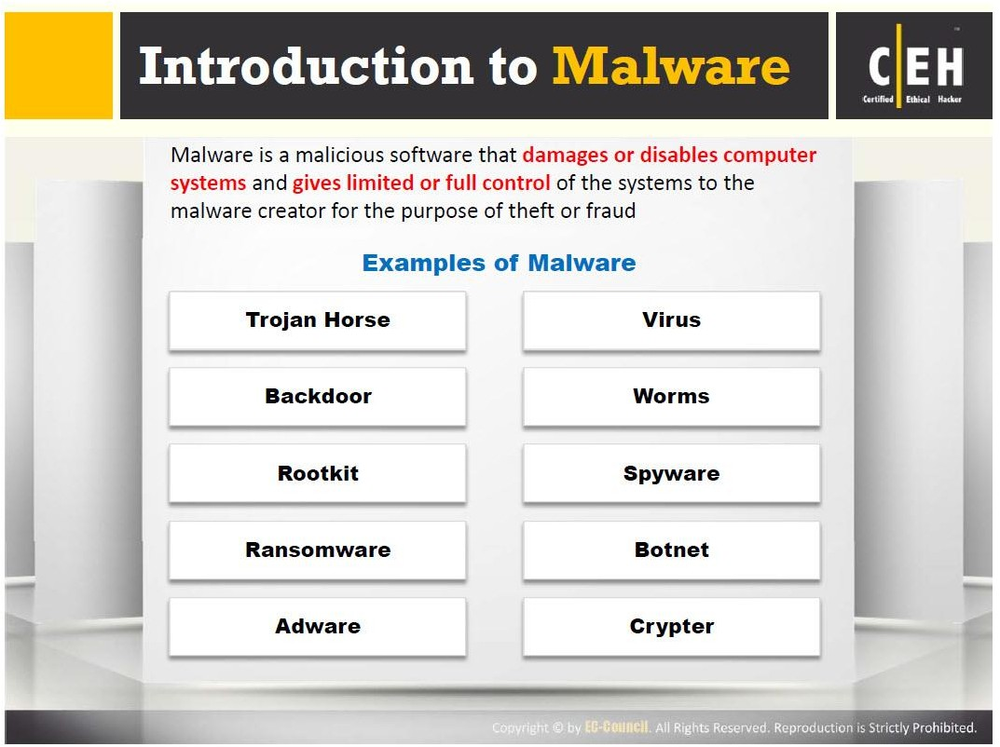 Introduction to Malware
C|EH
™
Certified Ethical Hacker
Malware is a malicious software that damages or disables computer
systems and gives limited or full control of the systems to the
malware creator for the purpose of theft or fraud
Examples of Malware
Trojan Horse
Virus
Backdoor
Worms
Rootkit
Spyware
Ransomware
Botnet
Adware
Crypter
Copyright © by EC-Council. All Rights Reserved. Reproduction is Strictly Prohibited.